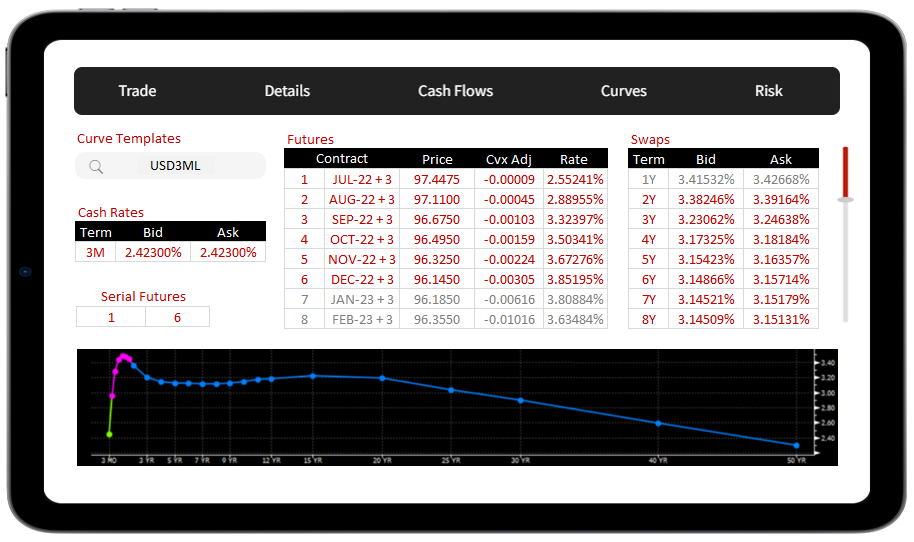 Trade Details Cash Flows Curves Risk
Curve Templates
USD3ML
Cash Rates
Term Bid Ask
3M 2.42300% 2.42300%
Serial Futures
1 6
Futures
Contract Price Cvx Adj Rate
1 JUL-22 + 3 97.4475 -0.00009 2.55241%
2 AUG-22 + 3 97.1100 -0.00045 2.88955%
3 SEP-22 + 3 96.6750 -0.00103 3.32397%
4 OCT-22 + 3 96.4950 -0.00159 3.50341%
5 NOV-22 + 3 96.3250 -0.00224 3.67276%
6 DEC-22 + 3 96.1450 -0.00305 3.85195%
7 JAN-23 + 3 96.1850 -0.00616 3.80884%
8 FEB-23 + 3 96.3550 -0.01016 3.63484%
Swaps
Term Bid Ask
1Y 3.41532% 3.42668%
2Y 3.38246% 3.39164%
3Y 3.23062% 3.24638%
4Y 3.17325% 3.18184%
5Y 3.15423% 3.16357%
6Y 3.14866% 3.15714%
7Y 3.14521% 3.15179%
8Y 3.14509% 3.15131%
3.40
3.20
3.00
2.80
2.60
2.40
3 MO 3 YR 5 YR 7 YR 9 YR 12 YR 15 YR 20 YR 25 YR 30 YR 40 YR 50 YR